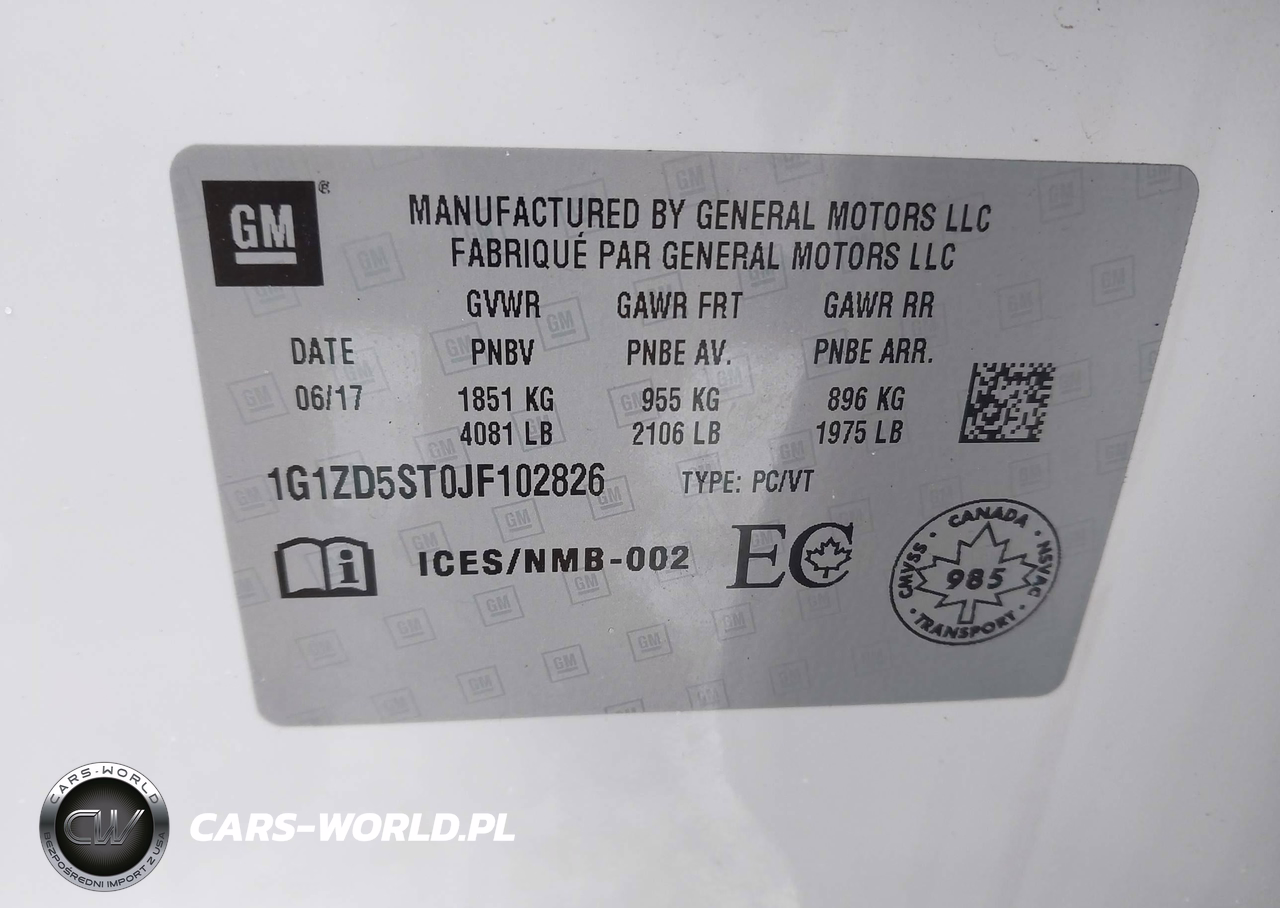 GM ®
MANUFACTURED BY GENERAL MOTORS LLC
FABRIQUÉ PAR GENERAL MOTORS LLC
GVWR GAWR FRT GAWR RR
DATE PNBV PNBE AV. PNBE ARR.
06/17 1851 KG 955 KG 896 KG
4081 LB 2106 LB 1975 LB
1G1ZD5ST0JF102826 TYPE: PC/VT
i ICES/NMB-002 EC
CANADA
CMVSS · NSVAC
985
· TRANSPORT ·
CARS-WORLD
CW
BEZPOŚREDNI IMPORT Z USA
CARS-WORLD.PL